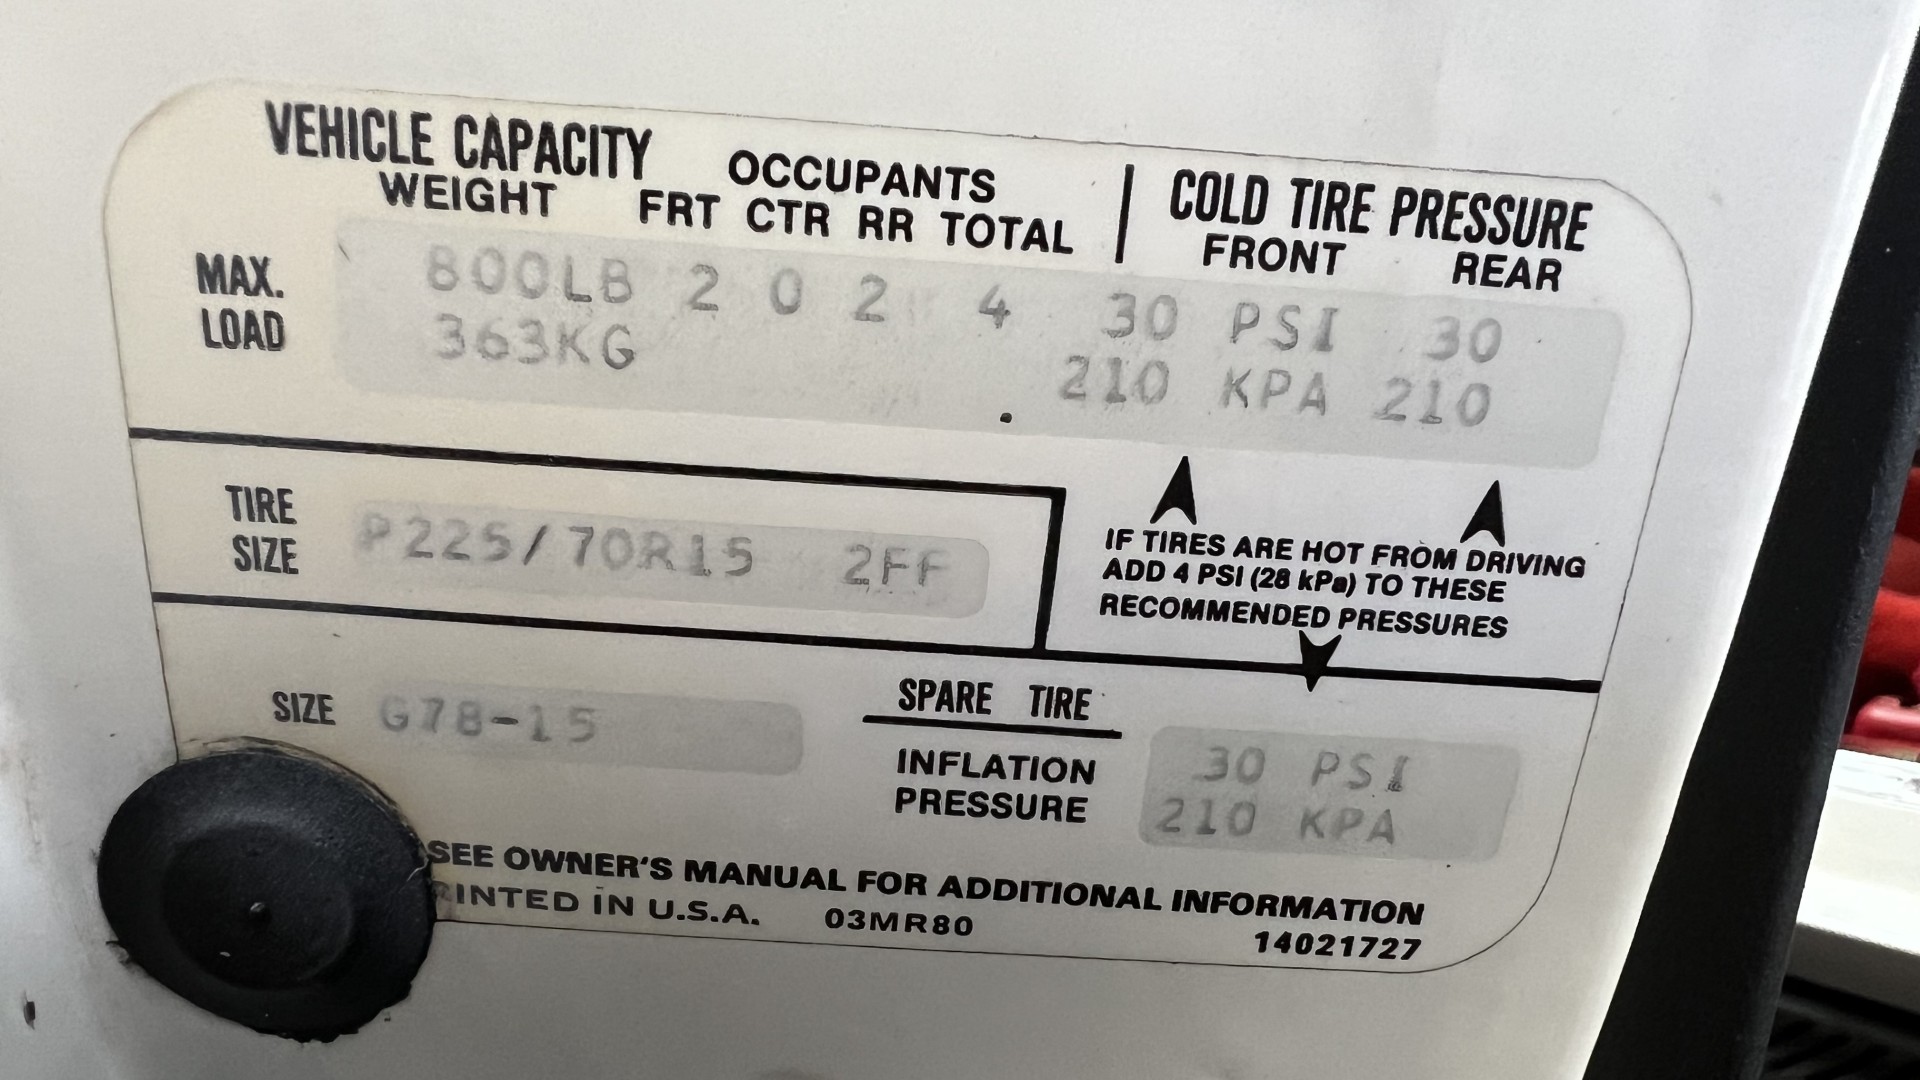 VEHICLE CAPACITY
WEIGHT
OCCUPANTS
FRT CTR RR TOTAL
COLD TIRE PRESSURE
FRONT REAR
MAX. LOAD
800LB 2 0 2 4 30 PSI 30
363KG 210 KPA 210
TIRE SIZE
P225/70R15 2FF
IF TIRES ARE HOT FROM DRIVING
ADD 4 PSI (28 kPa) TO THESE
RECOMMENDED PRESSURES
SPARE TIRE
SIZE G78-15
INFLATION PRESSURE
30 PSI
210 KPA
SEE OWNER'S MANUAL FOR ADDITIONAL INFORMATION
RINTED IN U.S.A. 03MR80 14021727